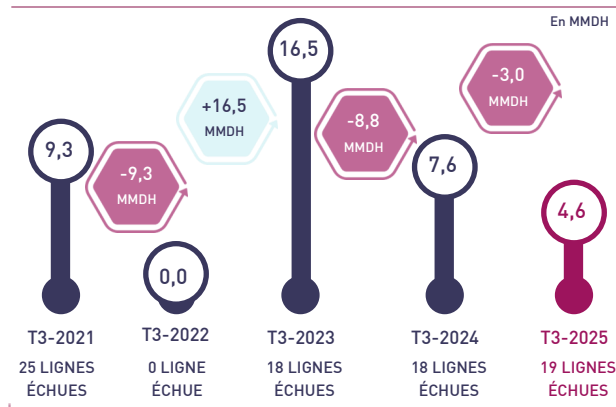 En MMDH
16,5
-3,0
MMDH
+16,5
MMDH
-8,8
MMDH
9,3
7,6
-9,3
MMDH
4,6
0,0
T3-2021
T3-2022
T3-2023
T3-2024
T3-2025
25 LIGNES
ÉCHUES
0 LIGNE
ÉCHUE
18 LIGNES
ÉCHUES
18 LIGNES
ÉCHUES
19 LIGNES
ÉCHUES